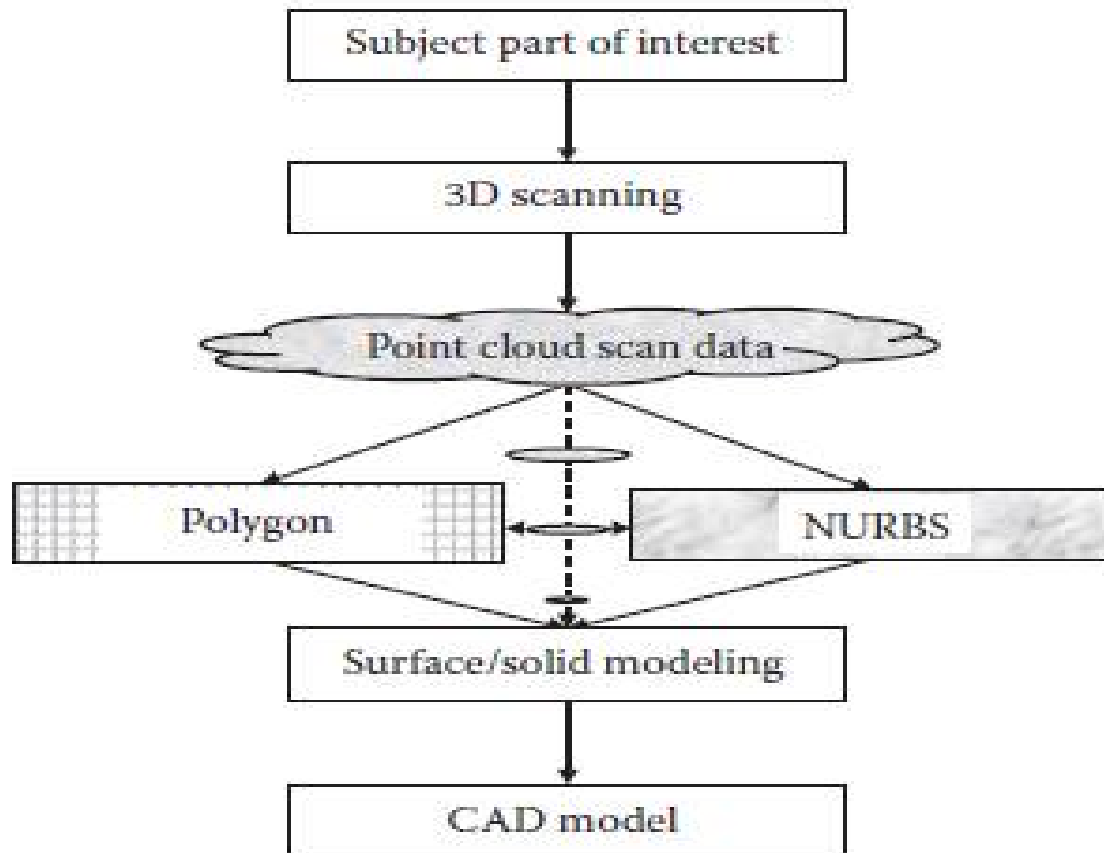 Subject part of interest
3D scanning
Point cloud scan data
Polygon
NURBS
Surface/solid modeling
CAD model